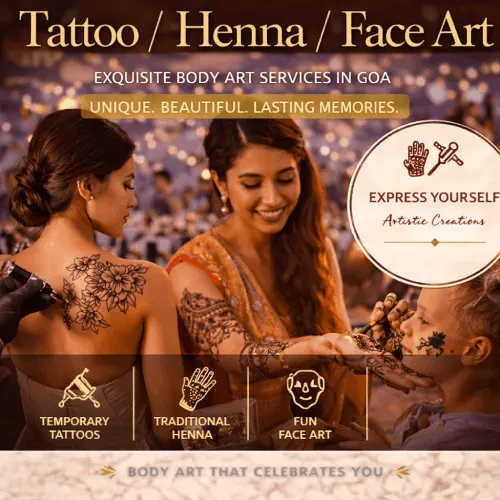 Tattoo / Henna / Face Art
EXQUISITE BODY ART SERVICES IN GOA
UNIQUE. BEAUTIFUL. LASTING MEMORIES.
EXPRESS YOURSELF
Artistic Creations
TEMPORARY
TATTOOS
TRADITIONAL
HENNA
FUN
FACE ART
BODY ART THAT CELEBRATES YOU